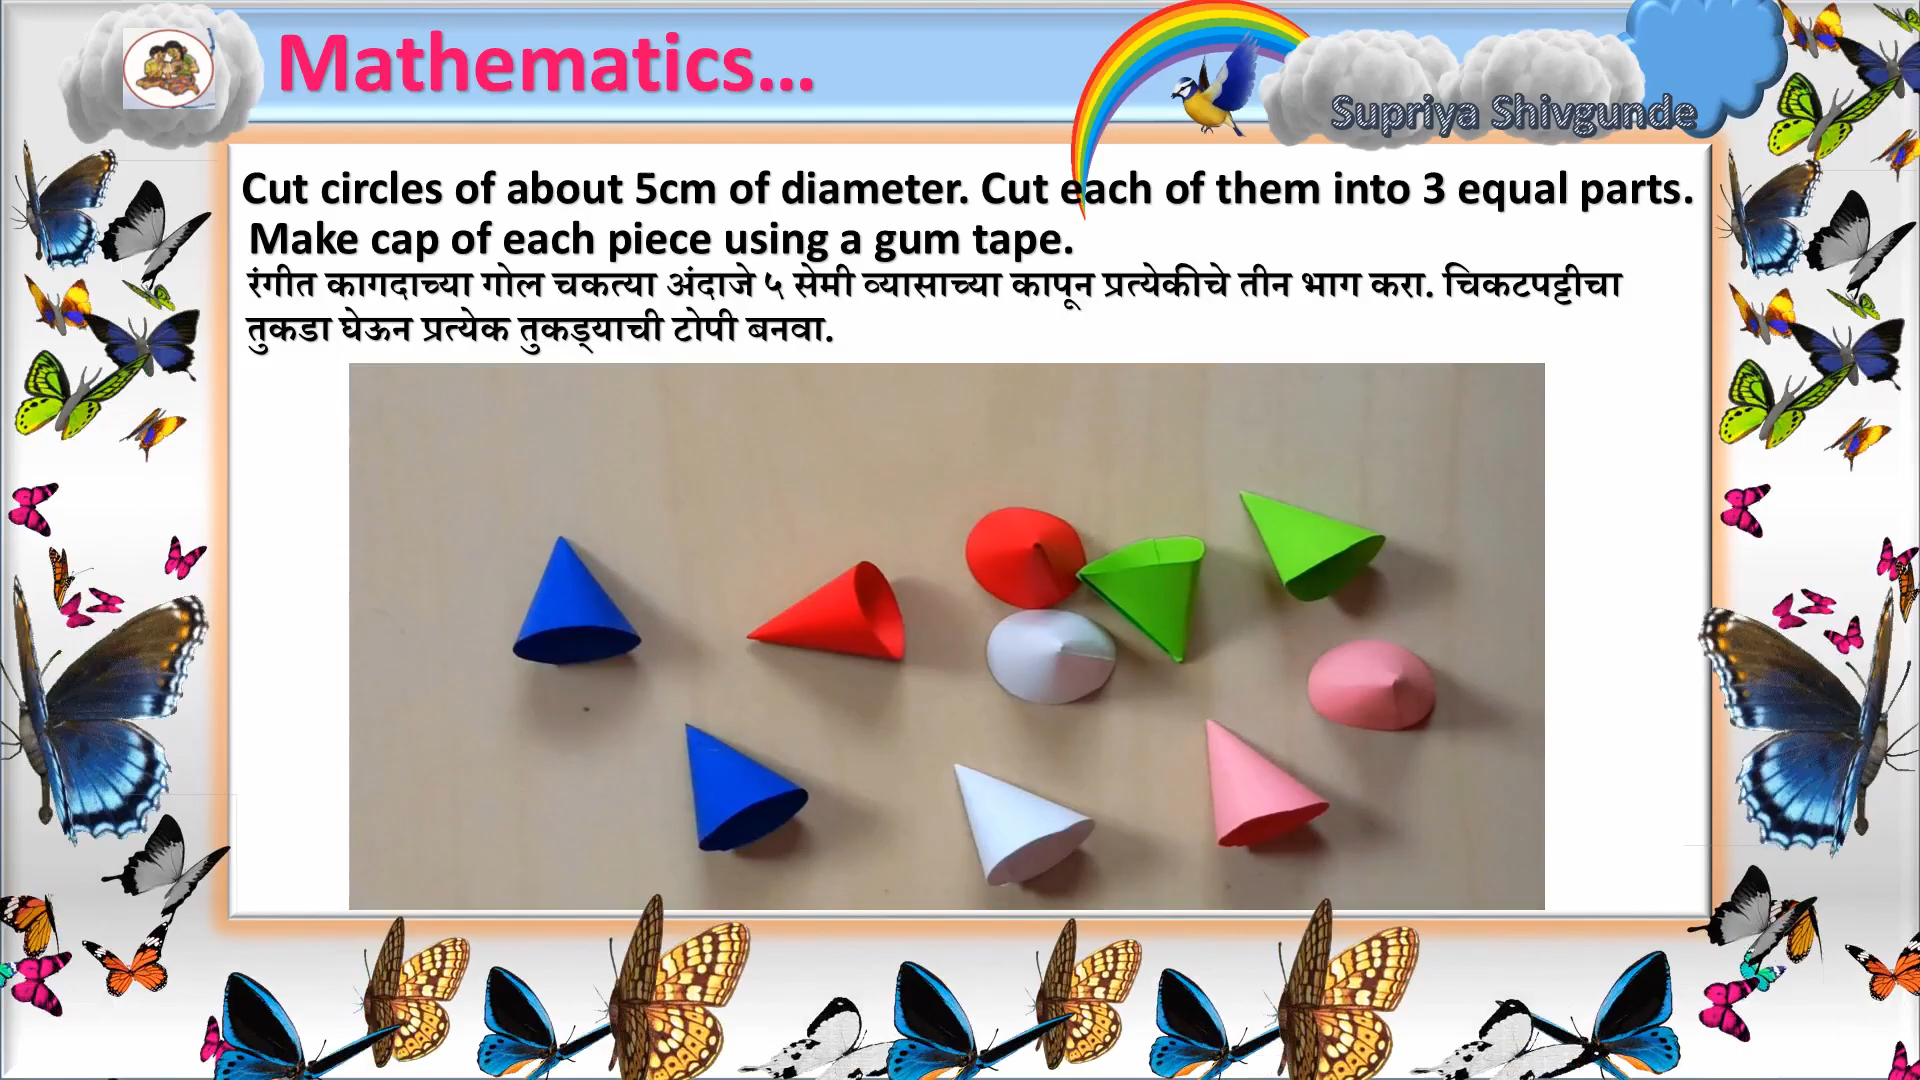 Mathematics...
Supriya Shivgunde
Cut circles of about 5cm of diameter. Cut each of them into 3 equal parts.
Make cap of each piece using a gum tape.
रंगीत कागदाच्या गोल चकत्या अंदाजे ५ सेमी व्यासाच्या कापून प्रत्येकीचे तीन भाग करा. चिकटपट्टीचा
तुकडा घेऊन प्रत्येक तुकड्याची टोपी बनवा.